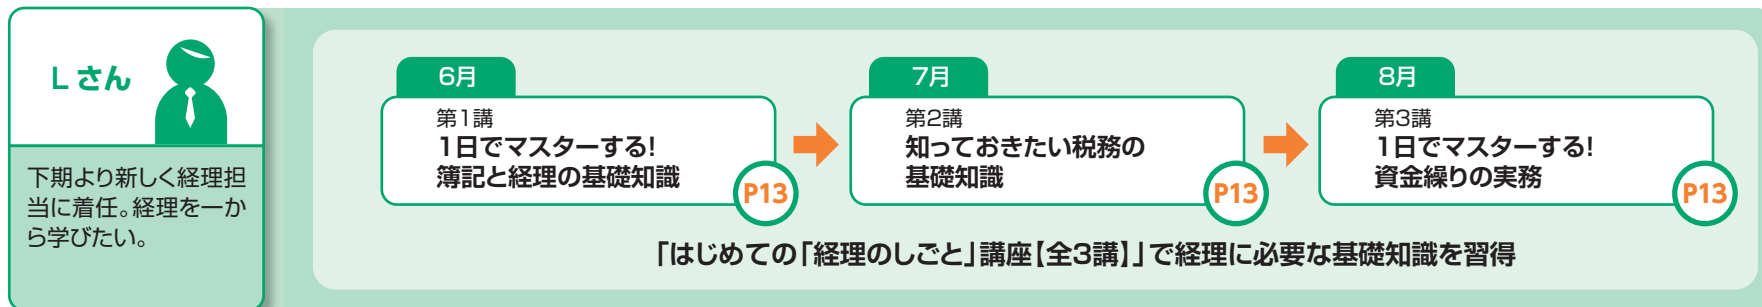 Lさん
下期より新しく経理担
当に着任。経理を一か
ら学びたい。
6月
第1講
1日でマスターする!
簿記と経理の基礎知識
P13
7月
第2講
知っておきたい税務の
基礎知識
P13
8月
第3講
1日でマスターする!
資金繰りの実務
P13
「はじめての「経理のしごと」講座【全3講】」で経理に必要な基礎知識を習得